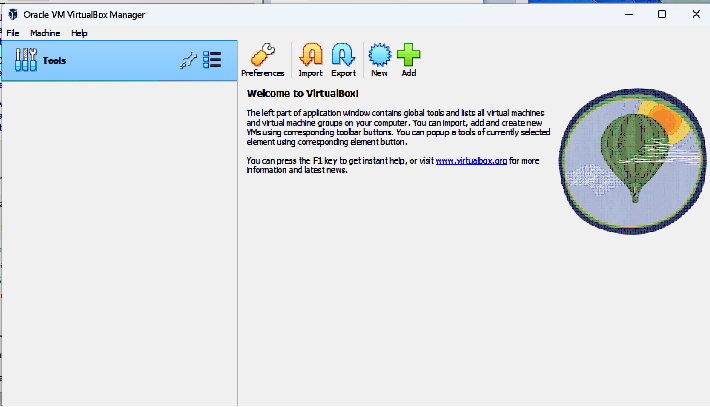 Oracle VM VirtualBox Manager
File Machine Help
Tools
Preferences Import Export New Add
Welcome to VirtualBox!
The left part of application window contains global tools and lists all virtual machines
and virtual machine groups on your computer. You can import, add and create new
VMs using corresponding toolbar buttons. You can popup a tools of currently selected
element using corresponding element button.
You can press the F1 key to get instant help, or visit www.virtualbox.org for more
information and latest news.